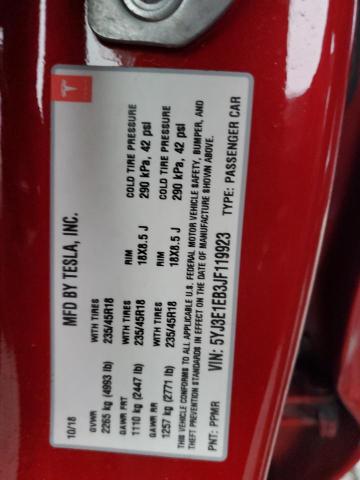 MFD BY TESLA, INC.
10/18
GVWR
2265 kg (4993 lb)
WITH TIRES
235/45R18
RIM
18X8.5 J
COLD TIRE PRESSURE
290 kPa, 42 psi
GAWR FRT
1110 kg (2447 lb)
WITH TIRES
235/45R18
RIM
18X8.5 J
COLD TIRE PRESSURE
290 kPa, 42 psi
GAWR RR
1257 kg (2771 lb)
THIS VEHICLE CONFORMS TO ALL APPLICABLE U.S. FEDERAL MOTOR VEHICLE SAFETY, BUMPER, AND
THEFT PREVENTION STANDARDS IN EFFECT ON THE DATE OF MANUFACTURE SHOWN ABOVE.
PNT: PPMR VIN: 5YJ3E1EB3JF119923 TYPE: PASSENGER CAR